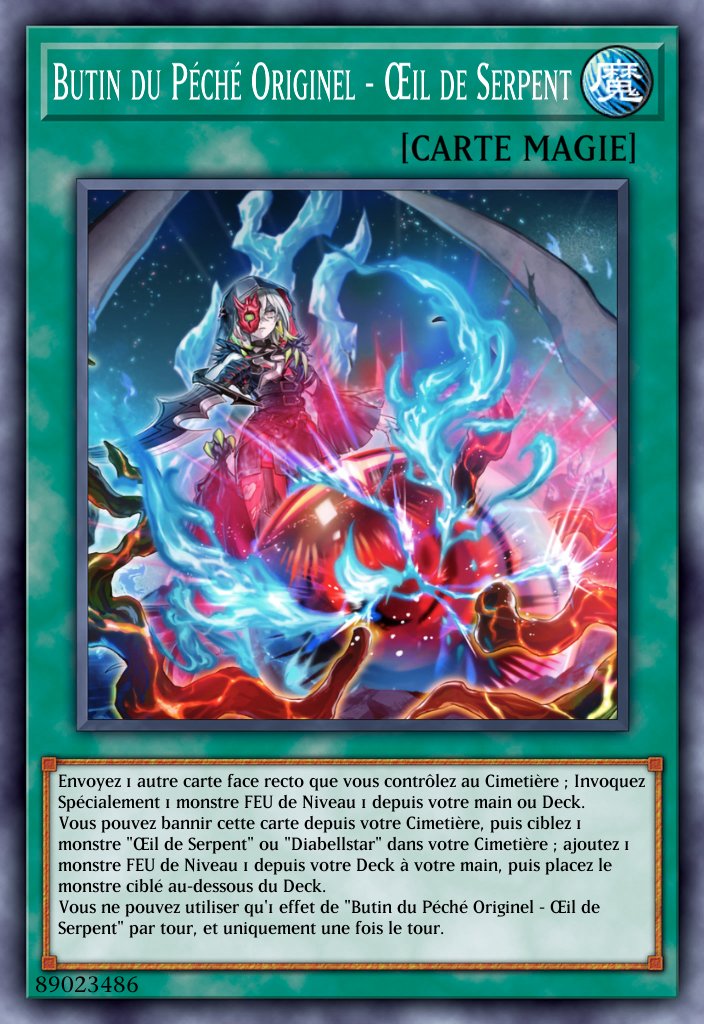 Butin du Péché Originel - Œil de Serpent 魔
[CARTE MAGIE]
Envoyez 1 autre carte face recto que vous contrôlez au Cimetière ; Invoquez
Spécialement 1 monstre FEU de Niveau 1 depuis votre main ou Deck.
Vous pouvez bannir cette carte depuis votre Cimetière, puis ciblez 1
monstre "Œil de Serpent" ou "Diabellstar" dans votre Cimetière ; ajoutez 1
monstre FEU de Niveau 1 depuis votre Deck à votre main, puis placez le
monstre ciblé au-dessous du Deck.
Vous ne pouvez utiliser qu'1 effet de "Butin du Péché Originel - Œil de
Serpent" par tour, et uniquement une fois le tour.
89023486